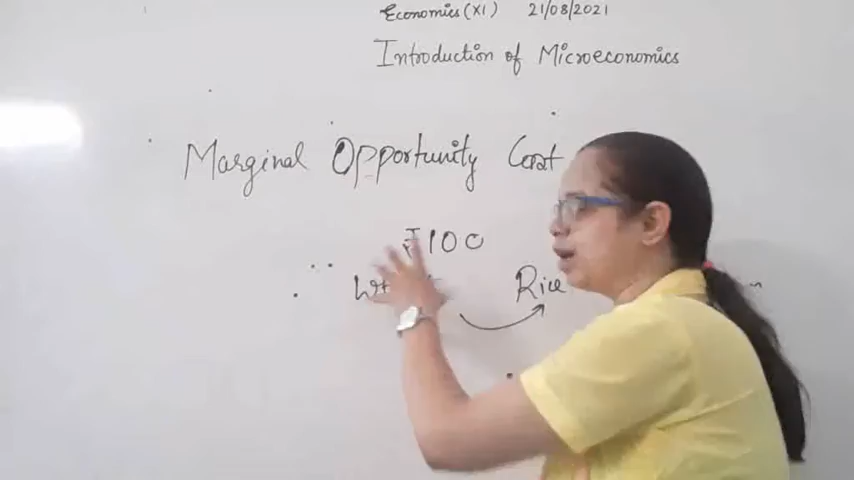 Economics (XI) 21/08/2021
Introduction of Microeconomics
Marginal Opportunity Cost
₹100
Rice